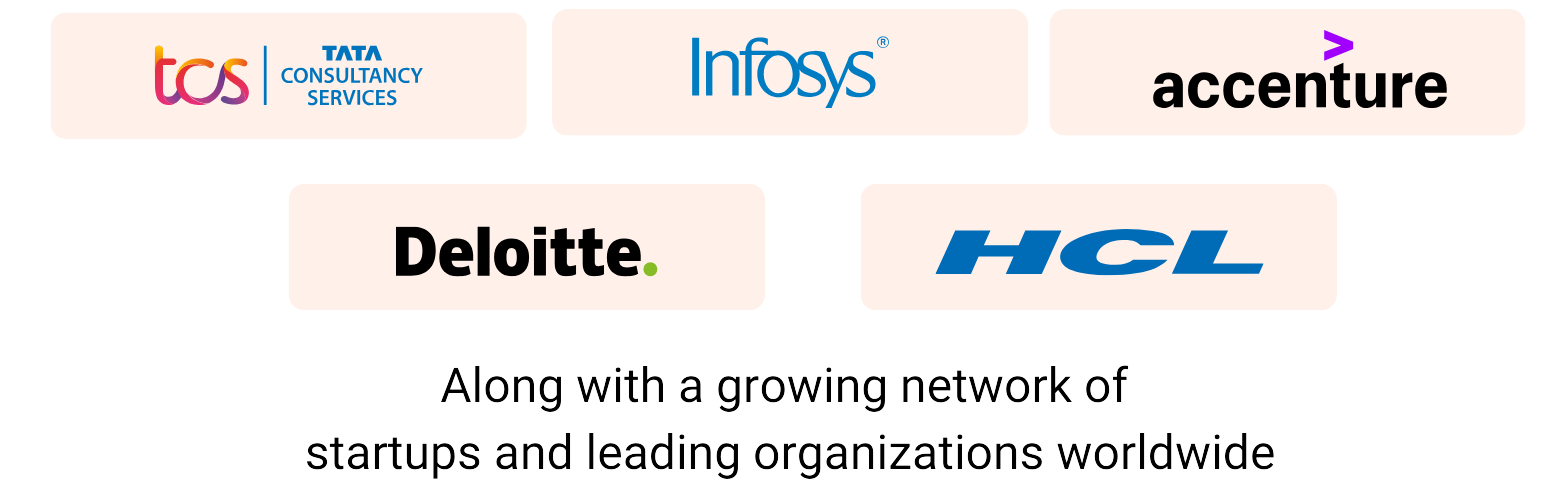 tcs
TATA
CONSULTANCY
SERVICES
Infosys®
>
accenture
Deloitte.
HCL
Along with a growing network of
startups and leading organizations worldwide